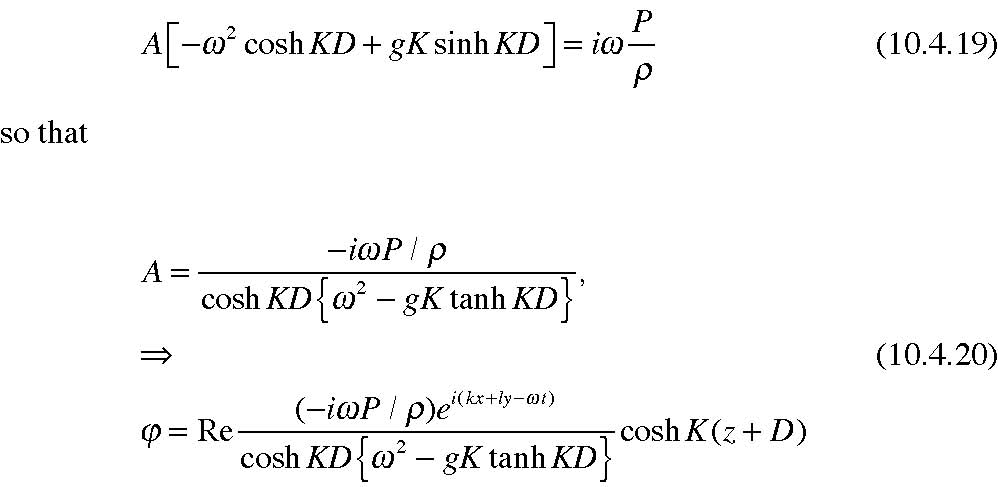 A[−ω² cosh KD + gK sinh KD] = iω P/ρ (10.4.19)
so that
A = −iωP / ρ / cosh KD{ω² − gK tanh KD},
⇒ (10.4.20)
φ = Re (−iωP / ρ)e^{i(kx+ly−ωt)} / cosh KD{ω² − gK tanh KD} cosh K(z + D)